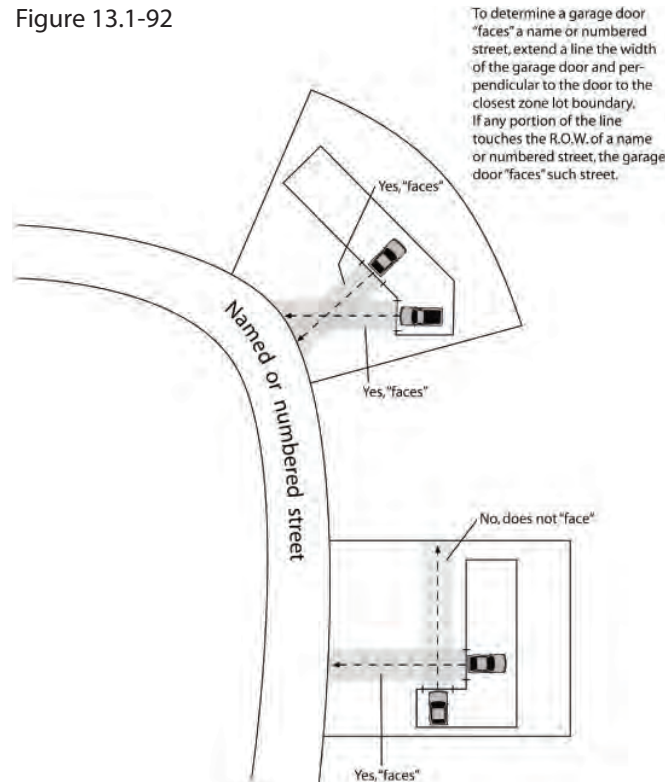 Figure 13.1-92
To determine a garage door
"faces" a name or numbered
street, extend a line the width
of the garage door and per-
pendicular to the door to the
closest zone lot boundary.
If any portion of the line
touches the R.O.W. of a name
or numbered street, the garage
door "faces" such street.
Yes, "faces"
Named or numbered street
Yes, "faces"
No, does not "face"
Yes, "faces"